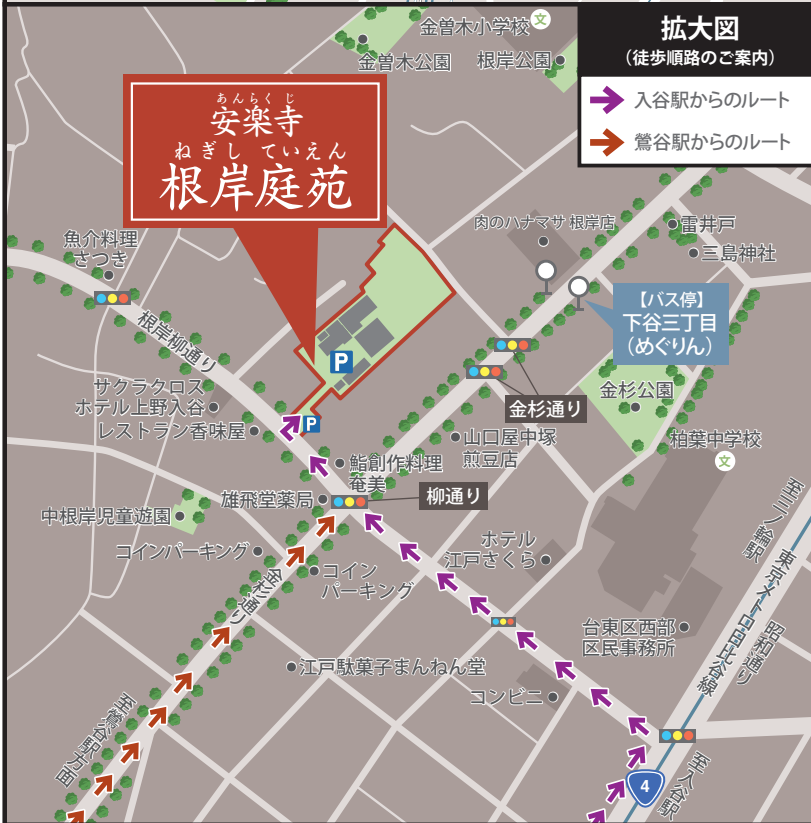 金曽木小学校
文
金曽木公園
根岸公園
拡大図
(徒歩順路のご案内)
入谷駅からのルート
鶯谷駅からのルート
あんらくじ
安楽寺
ねぎし ていえん
根岸庭苑
肉のハナマサ 根岸店
雷井戸
三島神社
魚介料理
さつき
【バス停】
下谷三丁目
(めぐりん)
根岸柳通り
P
金杉通り
金杉公園
サクラクロス
ホテル上野入谷
レストラン香味屋
P
山口屋中塚
煎豆店
柏葉中学校
文
鮨創作料理
奄美
雄飛堂薬局
柳通り
中根岸児童遊園
コインパーキング
コイン
パーキング
金杉通り
ホテル
江戸さくら
至三ノ輪駅
東京メトロ日比谷線
昭和通り
台東区西部
区民事務所
江戸駄菓子まんねん堂
コンビニ
至鶯谷駅方面
至入谷駅
4